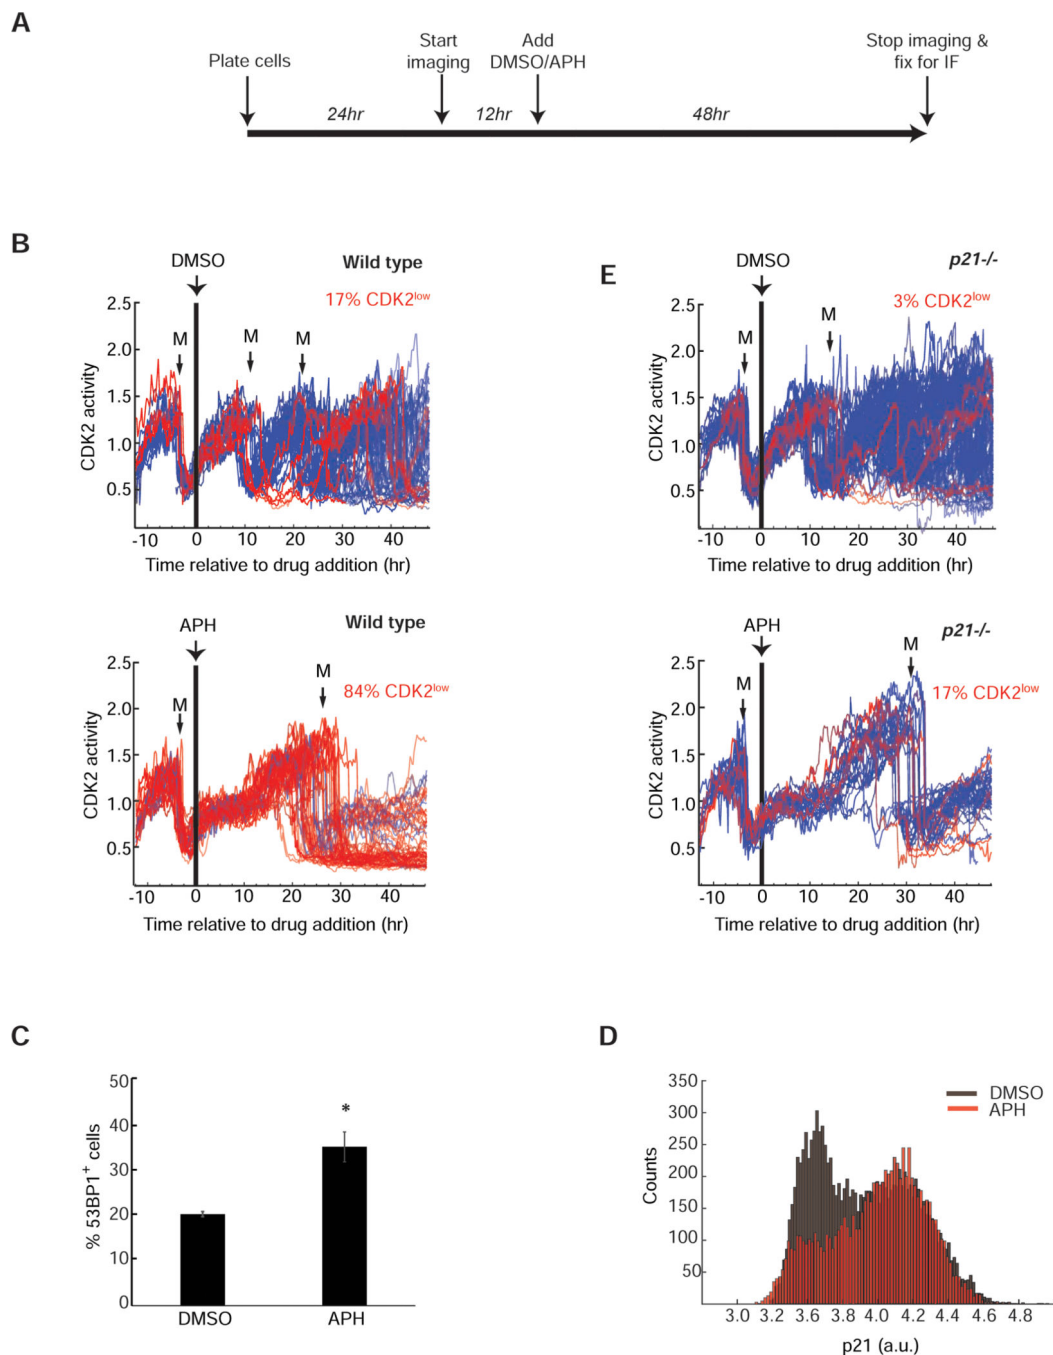 A
Plate cells
Start imaging
Add DMSO/APH
Stop imaging & fix for IF
24hr
12hr
48hr
B
DMSO
Wild type
17% CDK2low
M
M
M
CDK2 activity
2.5
2.0
1.5
1.0
0.5
-10 0 10 20 30 40
Time relative to drug addition (hr)
APH
Wild type
84% CDK2low
M
M
CDK2 activity
2.5
2.0
1.5
1.0
0.5
-10 0 10 20 30 40
Time relative to drug addition (hr)
E
DMSO
p21-/-
3% CDK2low
M
M
CDK2 activity
2.5
2.0
1.5
1.0
0.5
-10 0 10 20 30 40
Time relative to drug addition (hr)
APH
p21-/-
17% CDK2low
M
M
CDK2 activity
2.5
2.0
1.5
1.0
0.5
-10 0 10 20 30 40
Time relative to drug addition (hr)
C
% 53BP1+ cells
50
40
30
20
10
0
*
DMSO APH
D
Counts
350
300
250
200
150
100
50
DMSO
APH
3.0 3.2 3.6 3.8 4.0 4.2 4.4 4.6 4.8
p21 (a.u.)